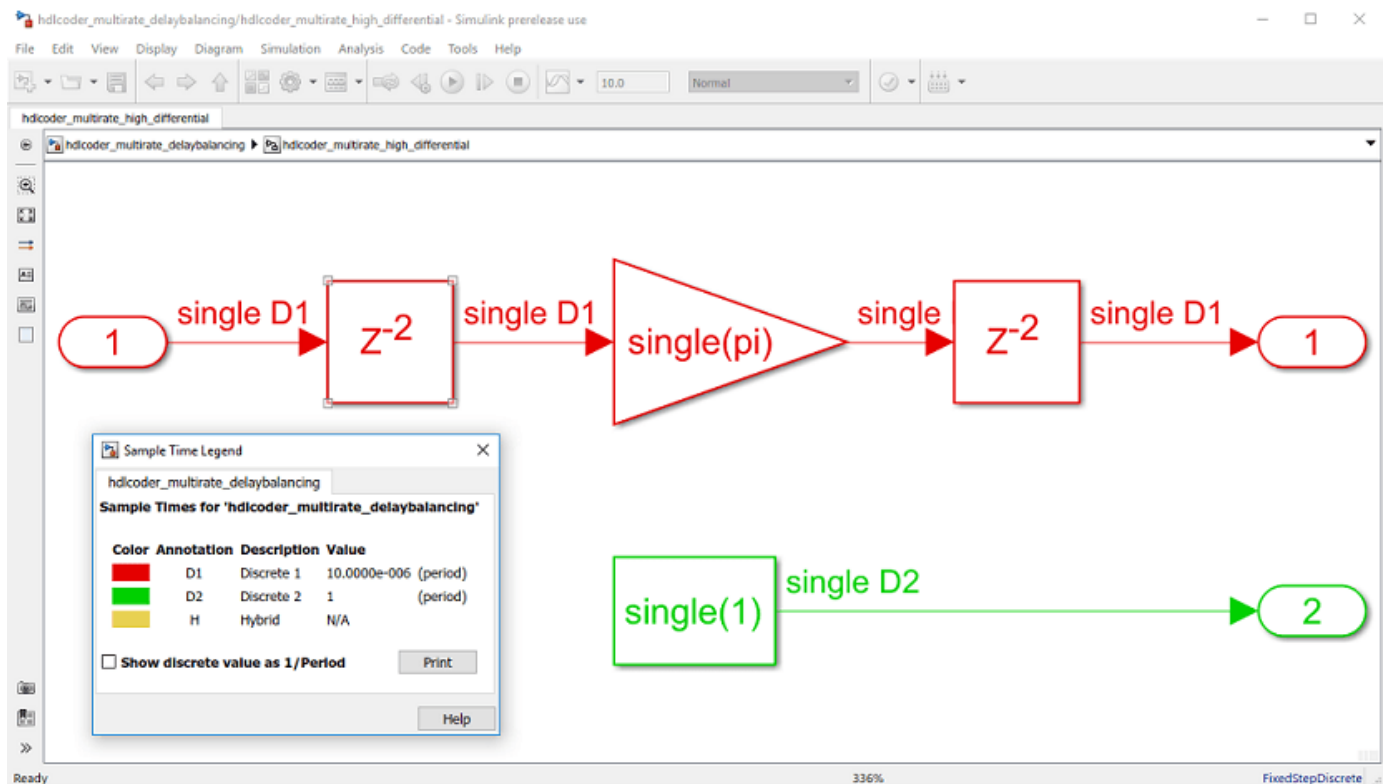 hdlcoder_multirate_delaybalancing/hdlcoder_multirate_high_differential - Simulink prerelease use
File Edit View Display Diagram Simulation Analysis Code Tools Help
10.0 Normal
hdlcoder_multirate_high_differential
hdlcoder_multirate_delaybalancing hdlcoder_multirate_high_differential
1 single D1 Z-2 single D1 single(pi) single Z-2 single D1 1
Sample Time Legend
hdlcoder_multirate_delaybalancing
Sample Times for 'hdlcoder_multirate_delaybalancing'
Color Annotation Description Value
D1 Discrete 1 10.0000e-006 (period)
D2 Discrete 2 1 (period)
H Hybrid N/A
Show discrete value as 1/Period Print
Help
single(1) single D2 2
Ready 336% FixedStepDiscrete